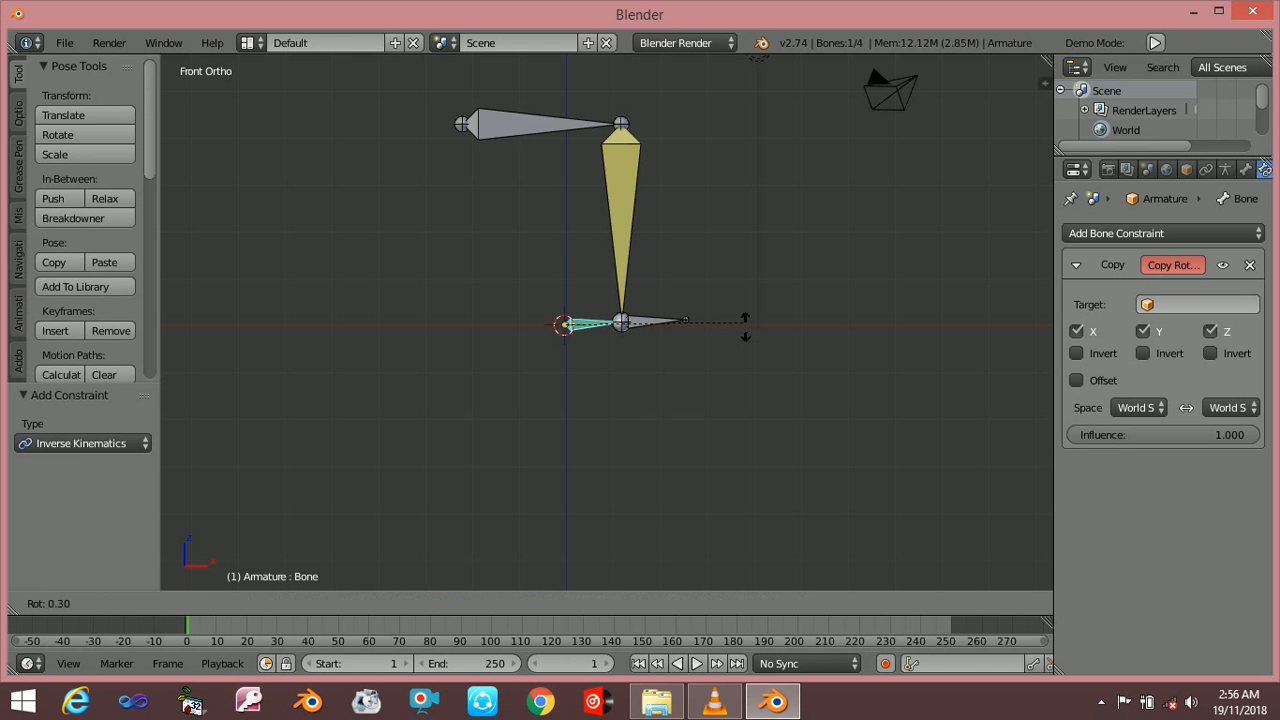 Blender
File Render Window Help Default Scene Blender Render v2.74 | Bones:1/4 | Mem:12.12M (2.85M) | Armature Demo Mode:
Tool
Optio
Grease Pen
Mis
Navigati
Animati
Addo
Pose Tools
Transform:
Translate
Rotate
Scale
In-Between:
Push Relax
Breakdowner
Pose:
Copy Paste
Add To Library
Keyframes:
Insert Remove
Motion Paths:
Calculat Clear
Add Constraint
Type
Inverse Kinematics
Front Ortho
z
x
(1) Armature : Bone
Rot: 0.30
View Search All Scenes
Scene
RenderLayers
World
Armature Bone
Add Bone Constraint
Copy Copy Rot...
Target:
X Y Z
Invert Invert Invert
Offset
Space World S World S
Influence: 1.000
-50 -40 -30 -20 -10 0 10 20 30 40 50 60 70 80 90 100 110 120 130 140 150 160 170 180 190 200 210 220 230 240 250 260 270
View Marker Frame Playback Start: 1 End: 250 1 No Sync
32
2:56 AM
19/11/2018